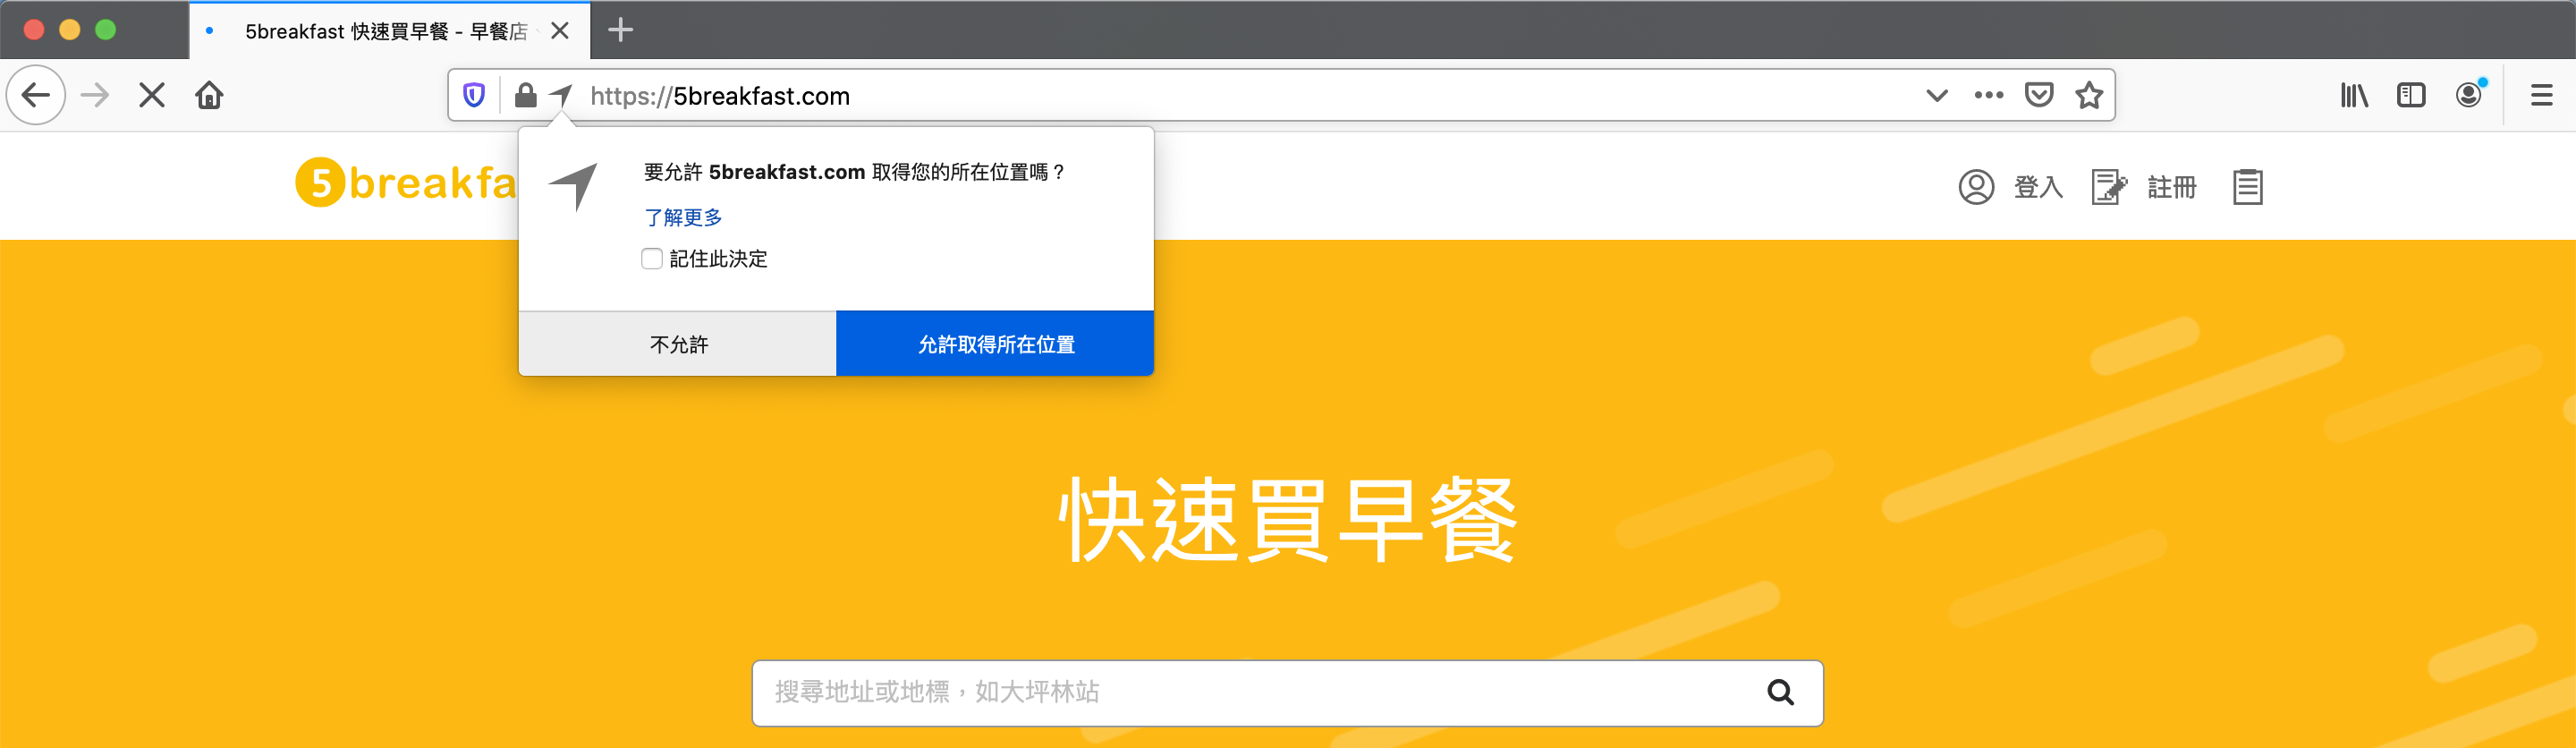 5breakfast 快速買早餐 - 早餐店、
https://5breakfast.com
5breakfa
要允許 5breakfast.com 取得您的所在位置嗎？
了解更多
記住此決定
不允許
允許取得所在位置
登入
註冊
快速買早餐
搜尋地址或地標，如大坪林站